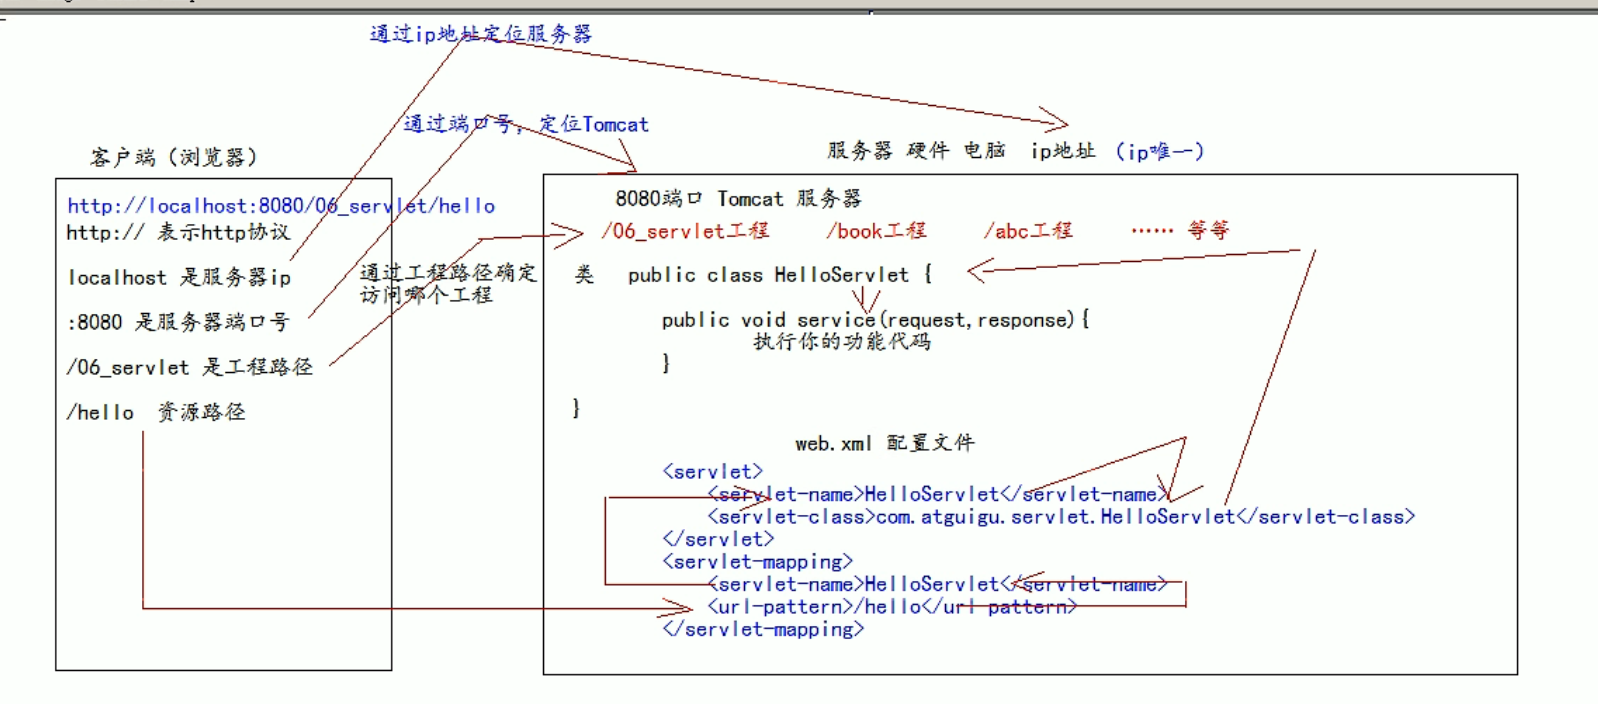 通过ip地址定位服务器
通过端口号，定位Tomcat
客户端（浏览器）
服务器 硬件 电脑 ip地址 （ip唯一）
http://localhost:8080/06_servlet/hello
http:// 表示http协议
localhost 是服务器ip
:8080 是服务器端口号
/06_servlet 是工程路径
/hello 资源路径
通过工程路径确定
访问哪个工程
8080端口 Tomcat 服务器
/06_servlet工程 /book工程 /abc工程 …… 等等
类 public class HelloServlet {
public void service(request,response){
执行你的功能代码
}
}
web.xml 配置文件
<servlet>
<servlet-name>HelloServlet</servlet-name>
<servlet-class>com.atguigu.servlet.HelloServlet</servlet-class>
</servlet>
<servlet-mapping>
<servlet-name>HelloServlet</servlet-name>
<url-pattern>/hello</url-pattern>
</servlet-mapping>